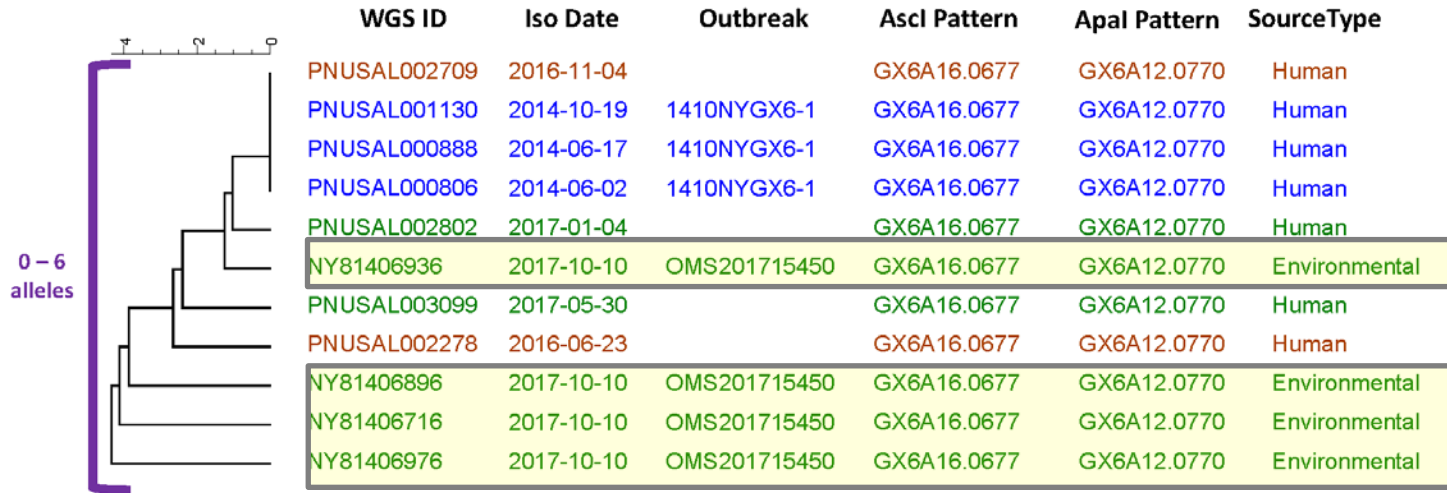 WGS ID Iso Date Outbreak AscI Pattern ApaI Pattern SourceType
-4 -2 0
PNUSAL002709 2016-11-04 GX6A16.0677 GX6A12.0770 Human
PNUSAL001130 2014-10-19 1410NYGX6-1 GX6A16.0677 GX6A12.0770 Human
PNUSAL000888 2014-06-17 1410NYGX6-1 GX6A16.0677 GX6A12.0770 Human
PNUSAL000806 2014-06-02 1410NYGX6-1 GX6A16.0677 GX6A12.0770 Human
PNUSAL002802 2017-01-04 GX6A16.0677 GX6A12.0770 Human
0 – 6
alleles
NY81406936 2017-10-10 OMS201715450 GX6A16.0677 GX6A12.0770 Environmental
PNUSAL003099 2017-05-30 GX6A16.0677 GX6A12.0770 Human
PNUSAL002278 2016-06-23 GX6A16.0677 GX6A12.0770 Human
NY81406896 2017-10-10 OMS201715450 GX6A16.0677 GX6A12.0770 Environmental
NY81406716 2017-10-10 OMS201715450 GX6A16.0677 GX6A12.0770 Environmental
NY81406976 2017-10-10 OMS201715450 GX6A16.0677 GX6A12.0770 Environmental